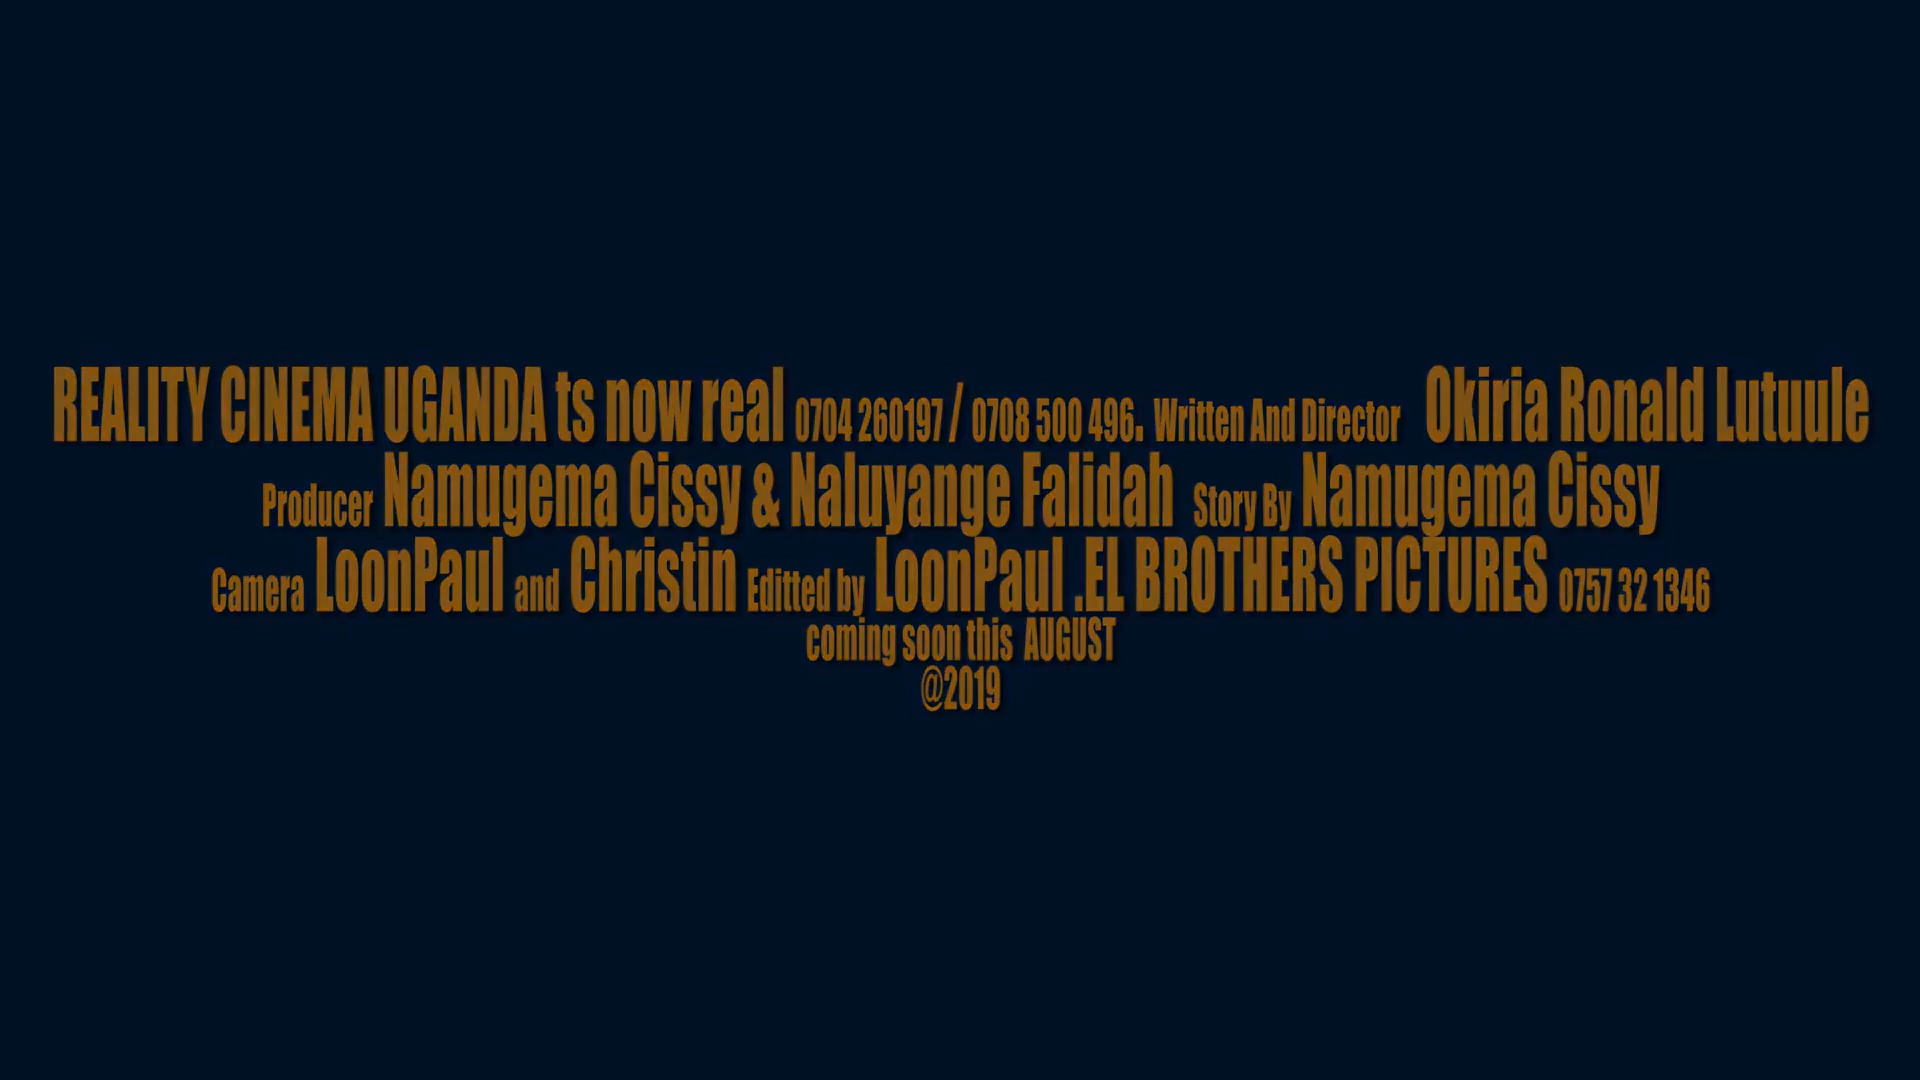 REALITY CINEMA UGANDA ts now real 0704 260197 / 0708 500 496. Written And Director Okiria Ronald Lutuule
Producer Namugema Cissy & Naluyange Falidah Story By Namugema Cissy
Camera LoonPaul and Christin Editted by LoonPaul .EL BROTHERS PICTURES 0757 32 1346
coming soon this AUGUST
@2019